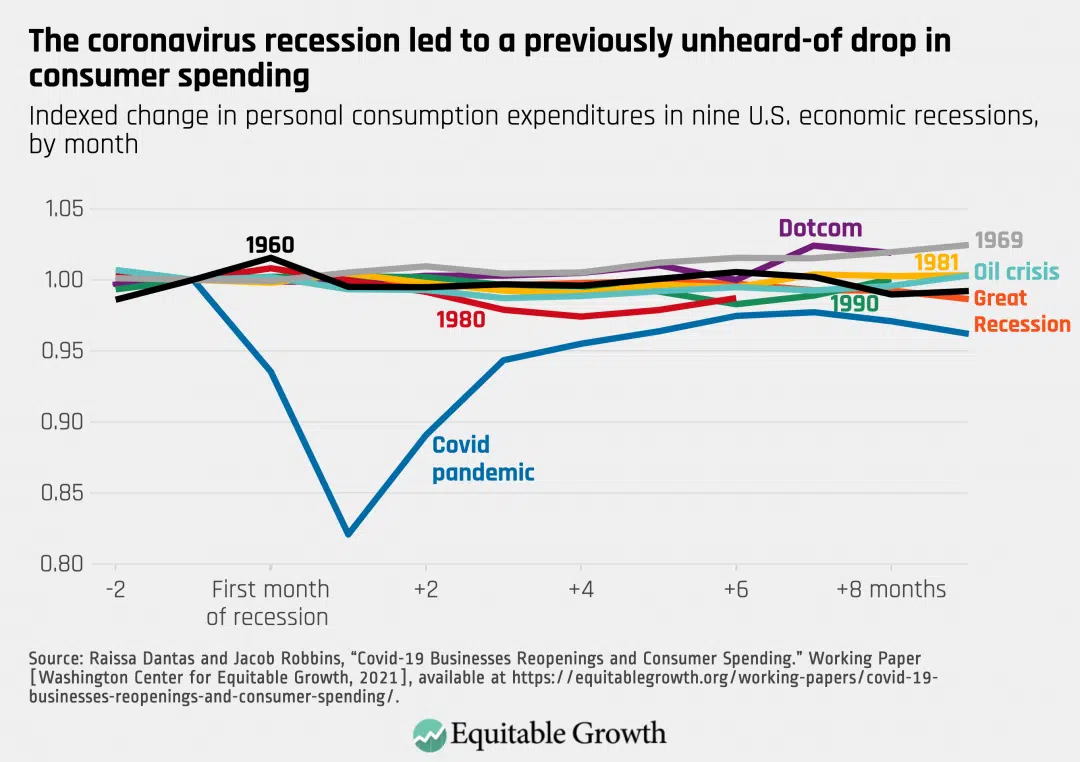 The coronavirus recession led to a previously unheard-of drop in
consumer spending
Indexed change in personal consumption expenditures in nine U.S. economic recessions,
by month
1.05
1.00
0.95
0.90
0.85
0.80
1960
Dotcom
1969
1981
Oil crisis
Great
Recession
1990
1980
Covid
pandemic
-2
First month
of recession
+2
+4
+6
+8 months
Source: Raissa Dantas and Jacob Robbins, “Covid-19 Businesses Reopenings and Consumer Spending.” Working Paper
[Washington Center for Equitable Growth, 2021], available at https://equitablegrowth.org/working-papers/covid-19-
businesses-reopenings-and-consumer-spending/.
Equitable Growth